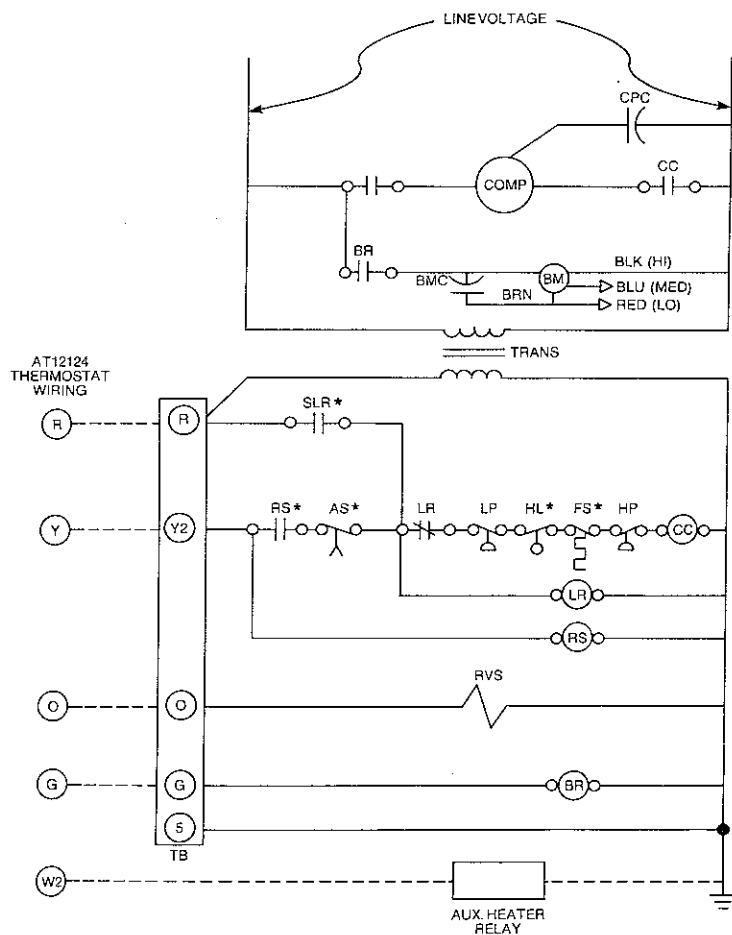 LINEVOLTAGE
CPC
COMP
CC
BR
BLK (HI)
BMC
BM
BLU (MED)
BRN
RED (LO)
TRANS
AT12124
THERMOSTAT
WIRING
R
R
SLR*
Y
Y2
RS*
AS*
LR
LP
HL*
FS*
HP
CC
LR
RS
RVS
O
O
G
G
BR
5
TB
W2
AUX. HEATER
RELAY